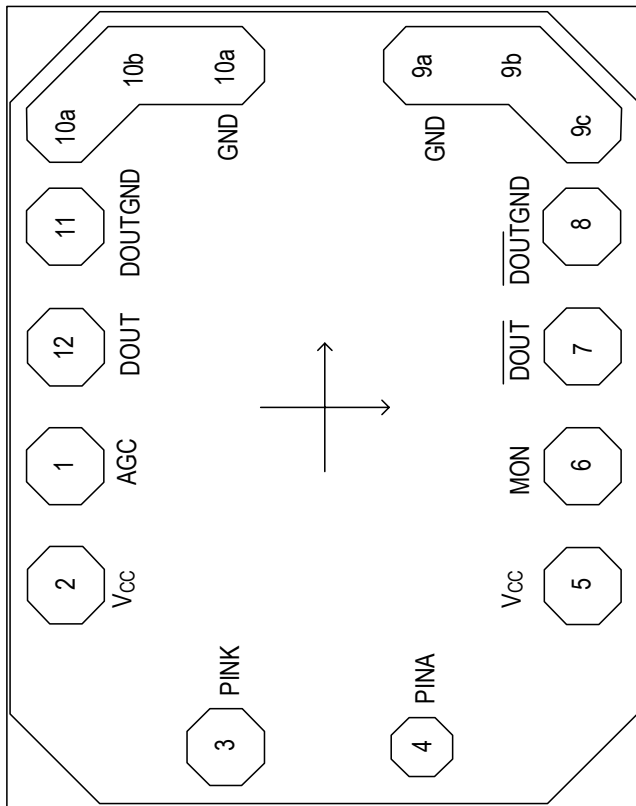 10a
10b
10a
GND
9a
9b
9c
GND
11
DOUTGND
8
DOUTGND
12
DOUT
7
DOUT
1
AGC
6
MON
2
Vcc
5
Vcc
3
PINK
4
PINA